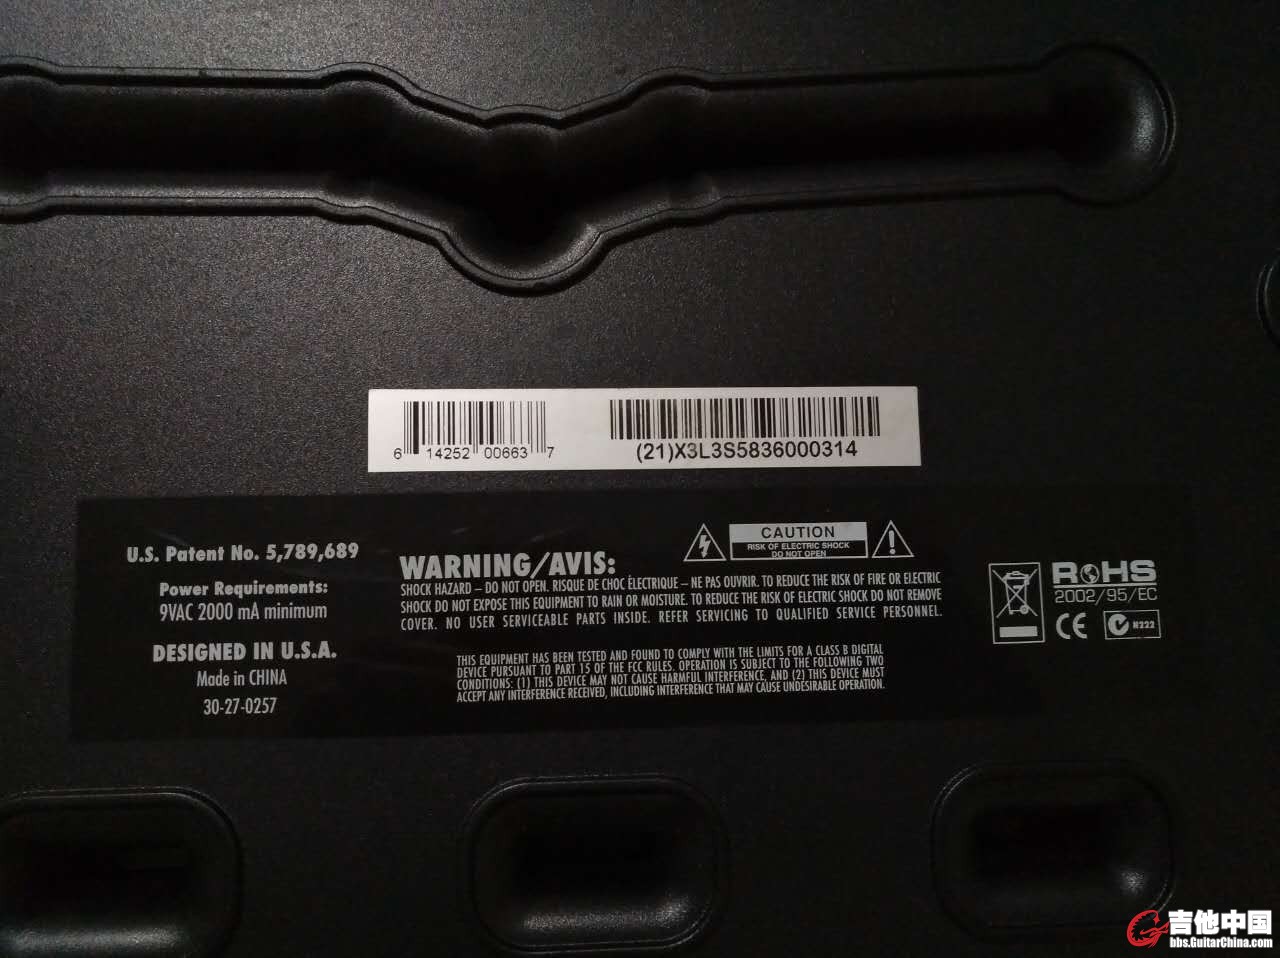 6 14252 00663 7
(21)X3L3S5836000314
U.S. Patent No. 5,789,689
Power Requirements:
9VAC 2000 mA minimum
DESIGNED IN U.S.A.
Made in CHINA
30-27-0257
CAUTION
RISK OF ELECTRIC SHOCK
DO NOT OPEN
WARNING/AVIS:
SHOCK HAZARD – DO NOT OPEN. RISQUE DE CHOC ÉLECTRIQUE – NE PAS OUVRIR. TO REDUCE THE RISK OF FIRE OR ELECTRIC
SHOCK DO NOT EXPOSE THIS EQUIPMENT TO RAIN OR MOISTURE. TO REDUCE THE RISK OF ELECTRIC SHOCK DO NOT REMOVE
COVER. NO USER SERVICEABLE PARTS INSIDE. REFER SERVICING TO QUALIFIED SERVICE PERSONNEL.
THIS EQUIPMENT HAS BEEN TESTED AND FOUND TO COMPLY WITH THE LIMITS FOR A CLASS B DIGITAL
DEVICE PURSUANT TO PART 15 OF THE FCC RULES. OPERATION IS SUBJECT TO THE FOLLOWING TWO
CONDITIONS: (1) THIS DEVICE MAY NOT CAUSE HARMFUL INTERFERENCE, AND (2) THIS DEVICE MUST
ACCEPT ANY INTERFERENCE RECEIVED, INCLUDING INTERFERENCE THAT MAY CAUSE UNDESIRABLE OPERATION.
ROHS
2002/95/EC
CE
N222
吉他中国
bbs.GuitarChina.com